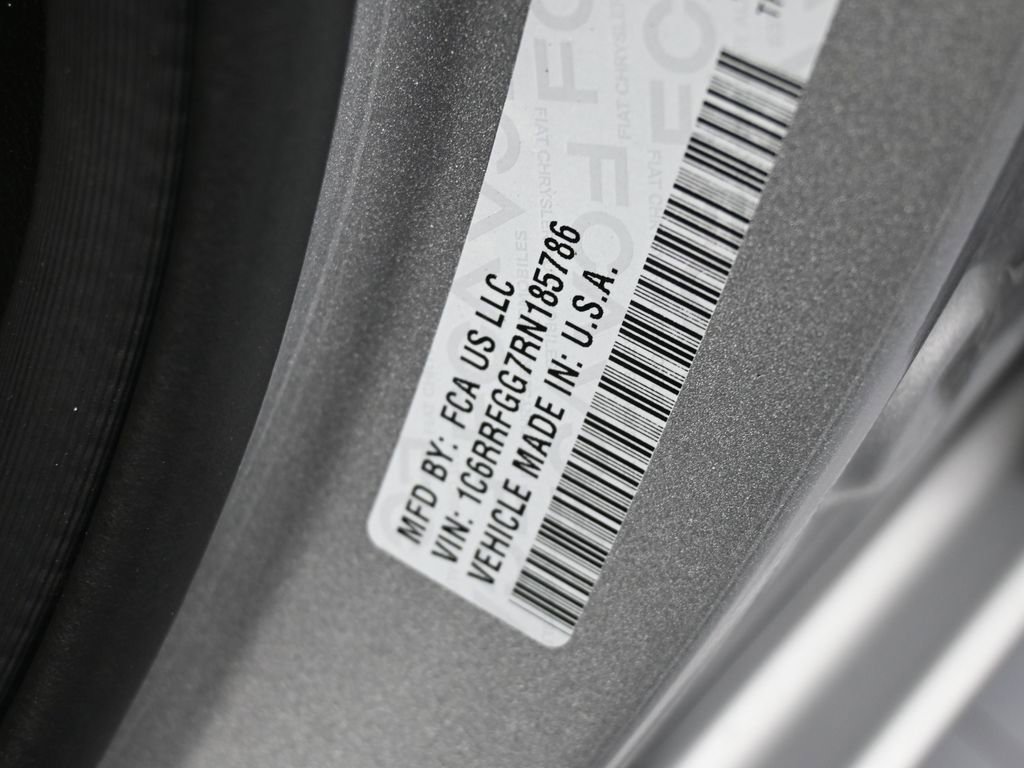 MFD BY: FCA US LLC
VIN: 1C6RRFGG7RN185786
VEHICLE MADE IN: U.S.A.